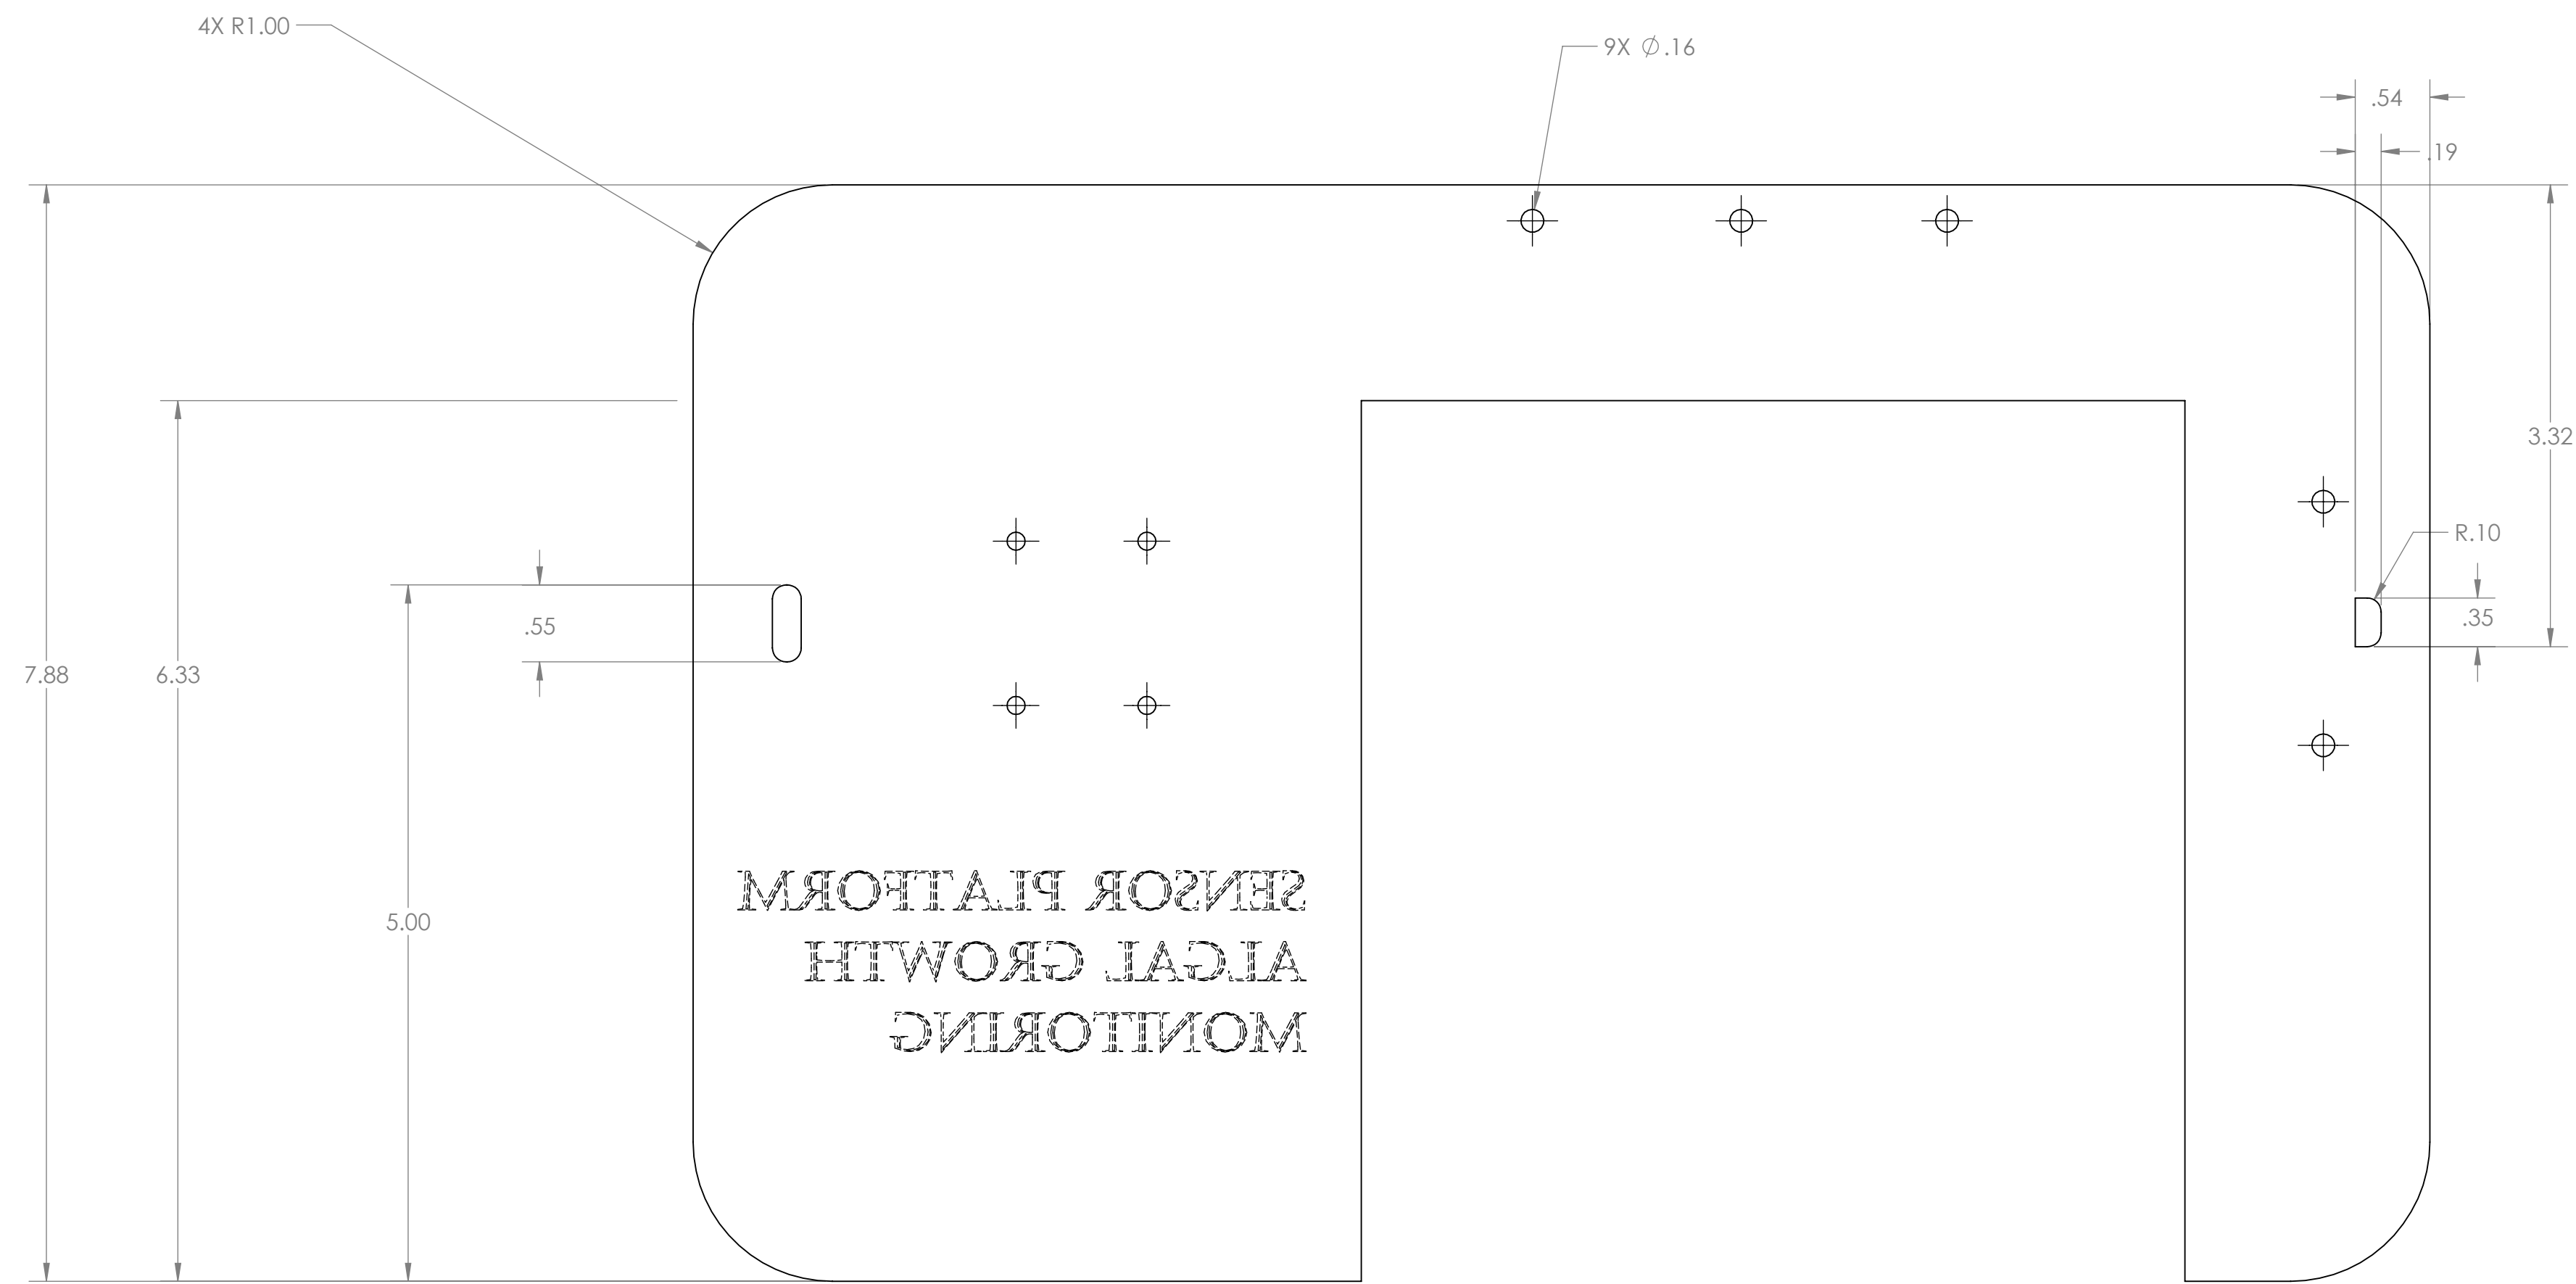 4X R1.00
9X ∅.16
.54
.19
3.32
R.10
.35
.55
7.88
6.33
5.00
SENSOR PLATFORM
ALGAL GROWTH
MONITORING